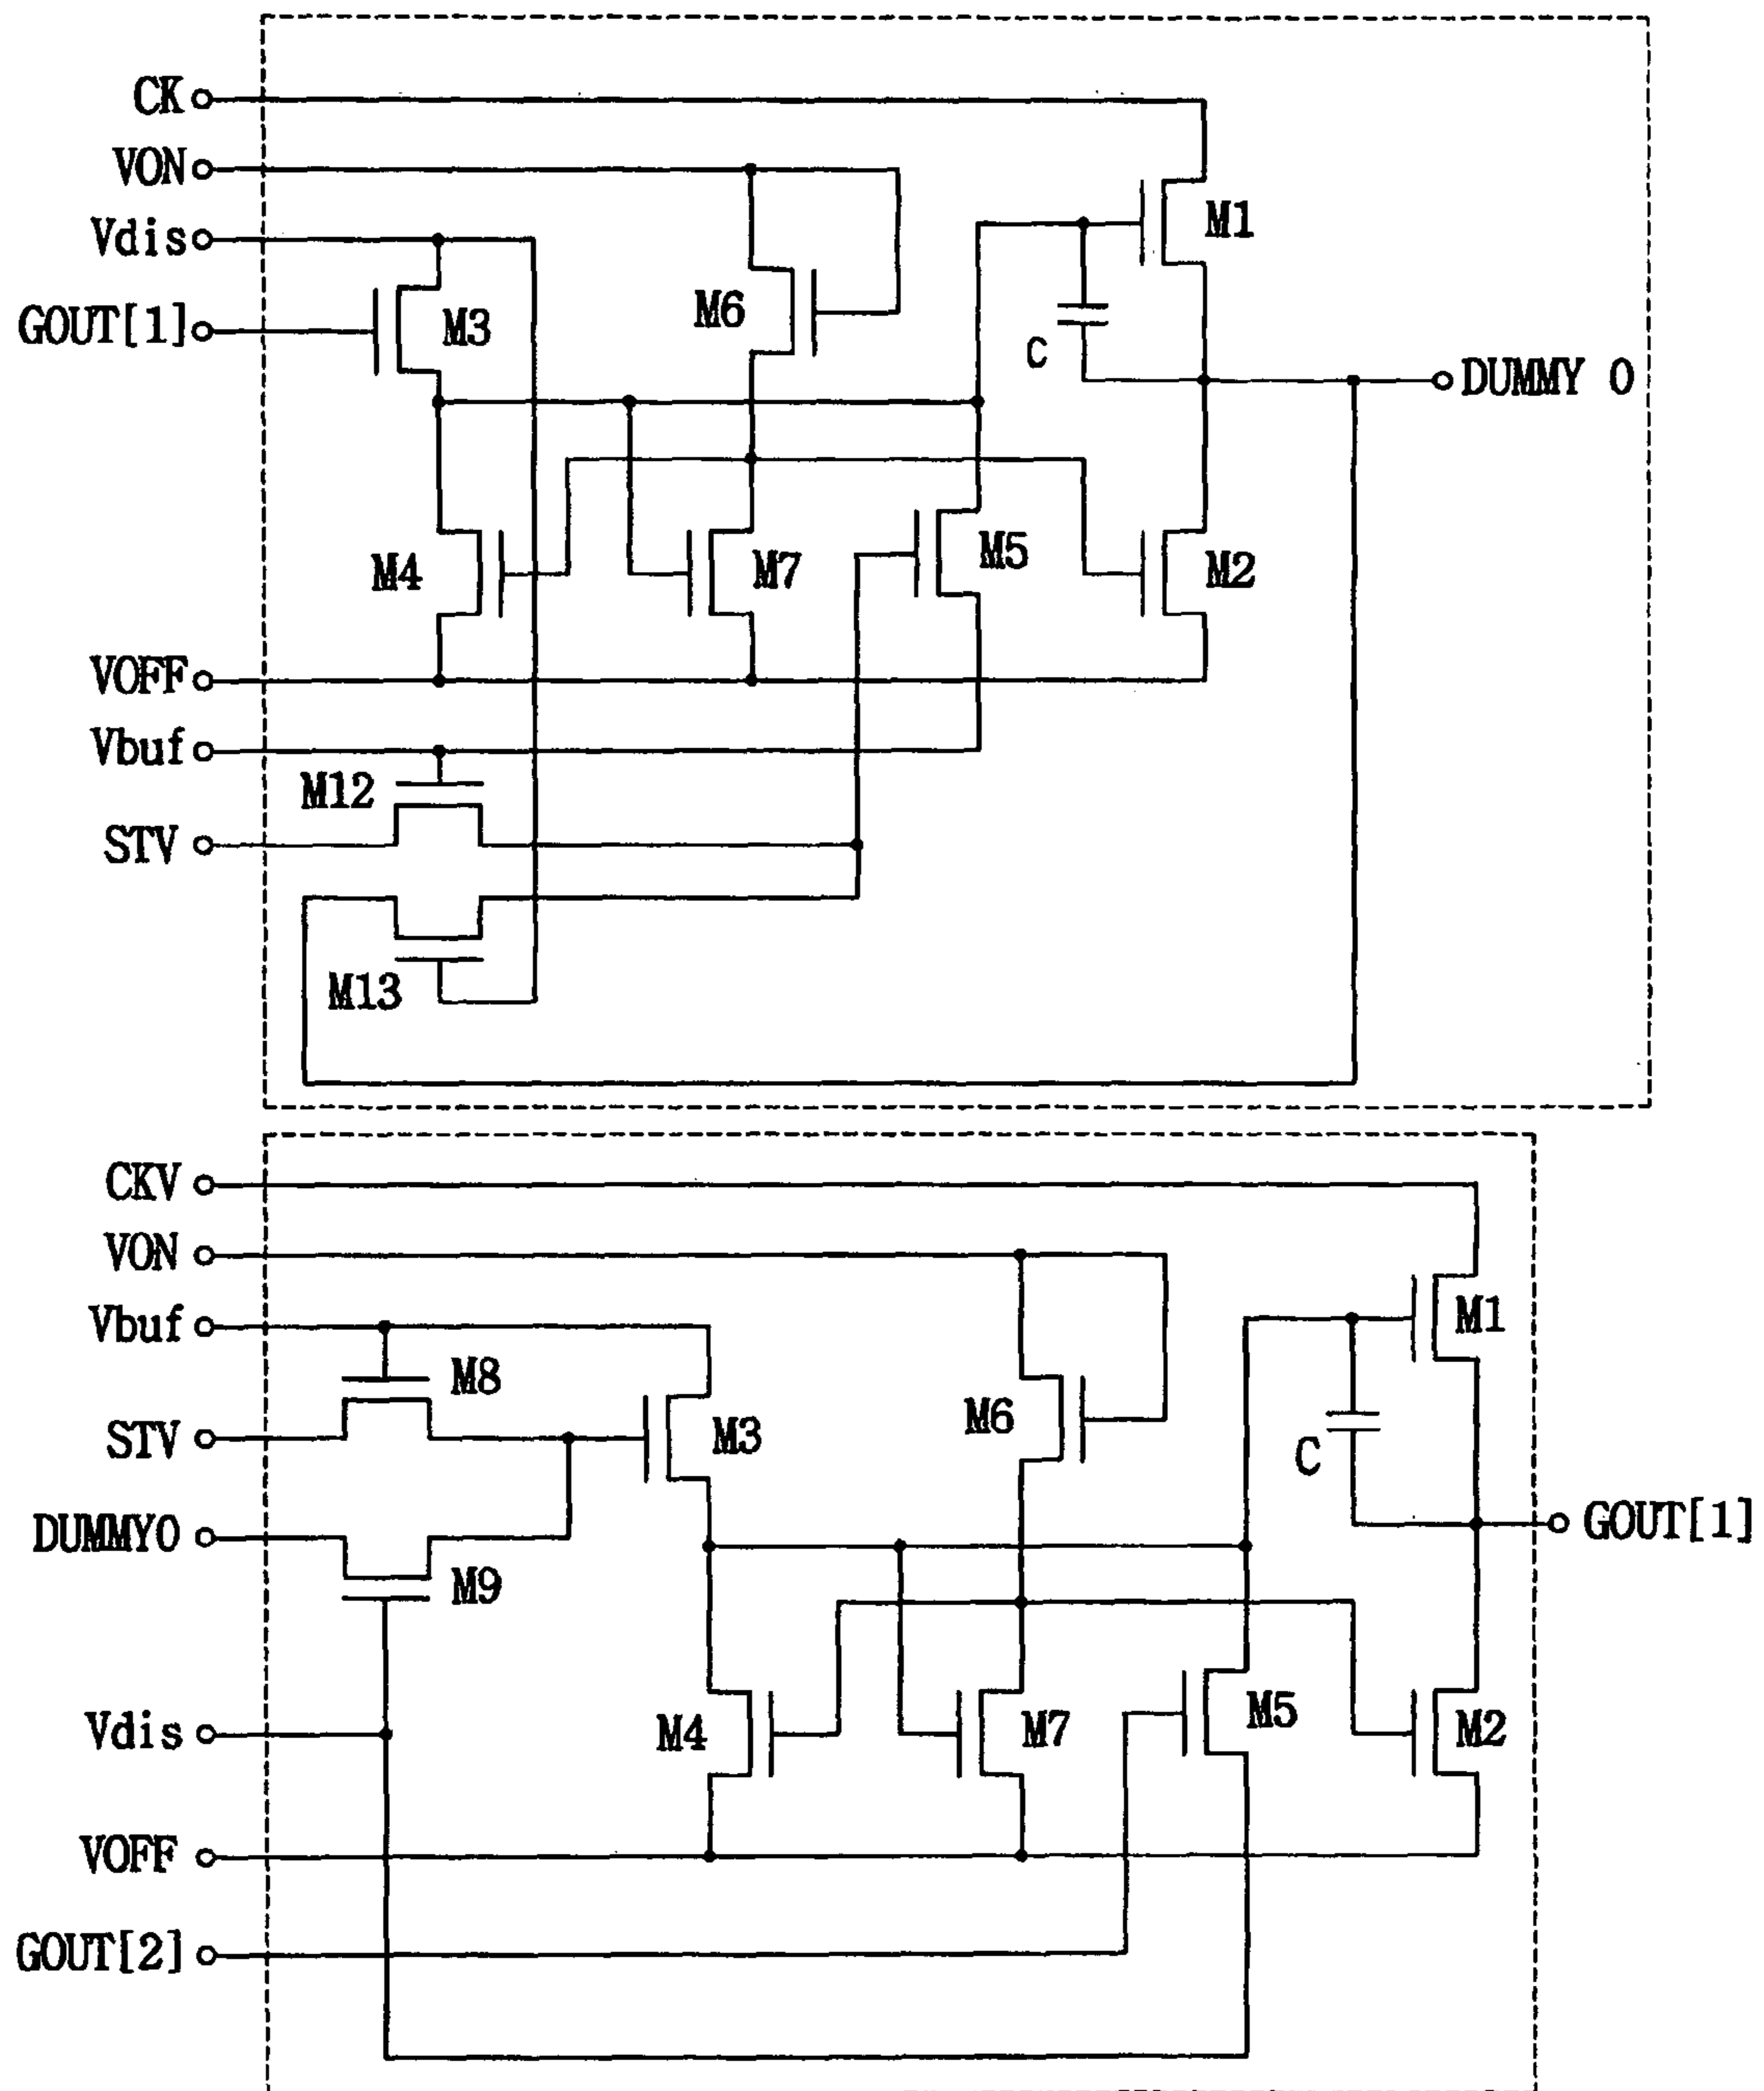 CK
VON
M1
Vdis
M6
GOUT[1]
M3
C
DUMMY 0
M4
M7
M5
M2
VOFF
Vbuf
M12
STV
M13
CKV
VON
M1
Vbuf
M8
M6
STV
M3
C
GOUT[1]
DUMMY0
M9
M5
Vdis
M4
M7
M2
VOFF
GOUT[2]